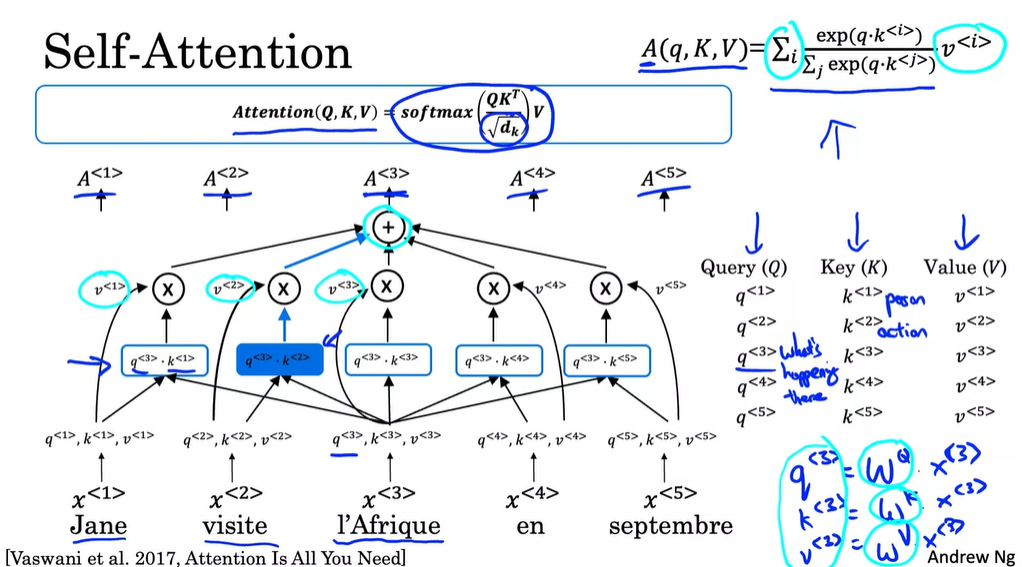 Self-Attention
A(q, K, V) = Σ_i exp(q·k^<i>) / Σ_j exp(q·k^<j>) v^<i>
Attention(Q, K, V) = softmax(QK^T / √d_k) V
A^<1> A^<2> A^<3> A^<4> A^<5>
+
v^<1> x v^<2> x v^<3> x x v^<4> x v^<5>
q^<3>·k^<1> q^<3>·k^<2> q^<3>·k^<3> q^<3>·k^<4> q^<3>·k^<5>
q^<1>, k^<1>, v^<1> q^<2>, k^<2>, v^<2> q^<3>, k^<3>, v^<3> q^<4>, k^<4>, v^<4> q^<5>, k^<5>, v^<5>
x^<1> x^<2> x^<3> x^<4> x^<5>
Jane visite l'Afrique en septembre
Query (Q) Key (K) Value (V)
q^<1> k^<1> person v^<1>
q^<2> k^<2> action v^<2>
q^<3> what's k^<3> v^<3>
happening
q^<4> there k^<4> v^<4>
q^<5> k^<5> v^<5>
q^<3> = W^Q · x^<3>
k^<3> = W^K · x^<3>
v^<3> = W^V · x^<3>
[Vaswani et al. 2017, Attention Is All You Need]
Andrew Ng